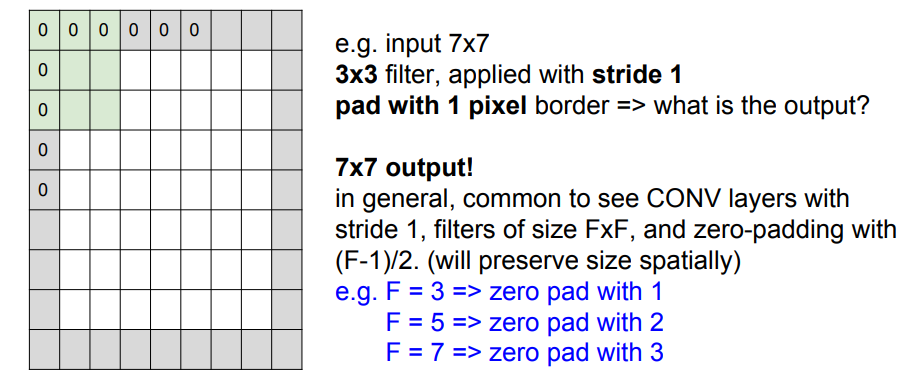 0 0 0 0 0 0
0
0
0
0
e.g. input 7x7
3x3 filter, applied with stride 1
pad with 1 pixel border => what is the output?
7x7 output!
in general, common to see CONV layers with
stride 1, filters of size FxF, and zero-padding with
(F-1)/2. (will preserve size spatially)
e.g. F = 3 => zero pad with 1
F = 5 => zero pad with 2
F = 7 => zero pad with 3